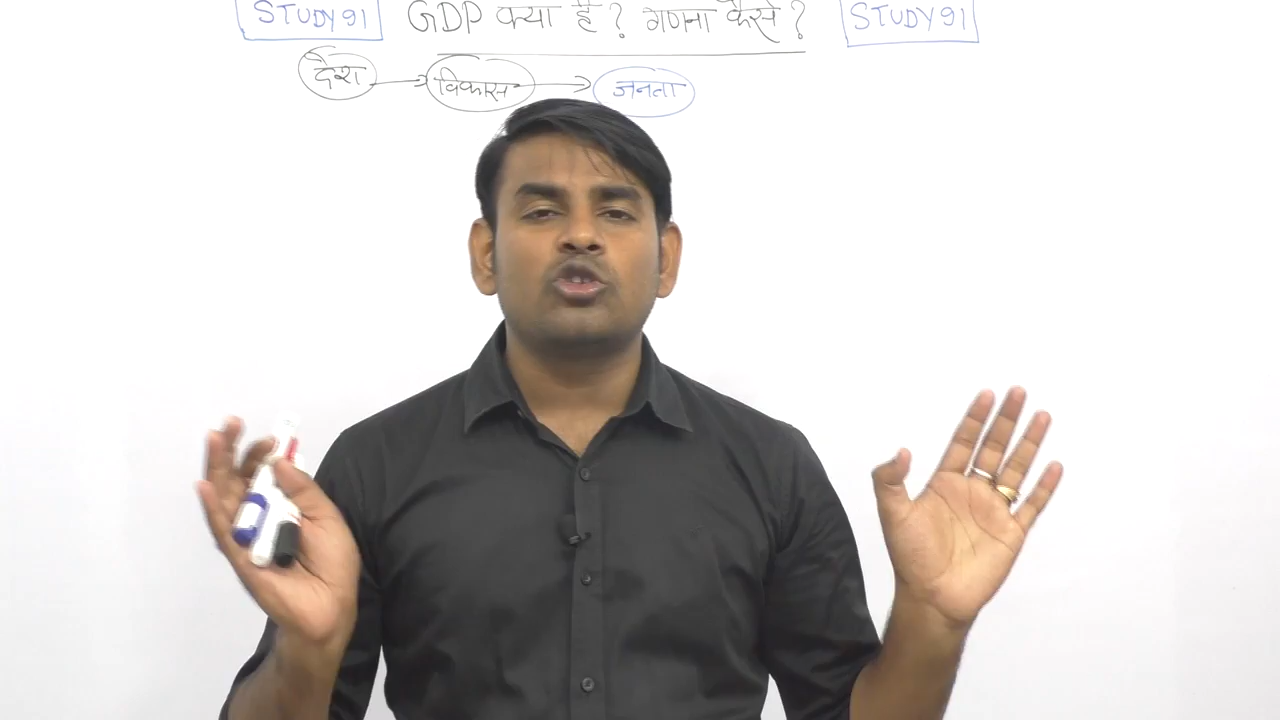 STUDY91 GDP क्या है ? गणना कैसे ? STUDY91
देश → विकास → जनता